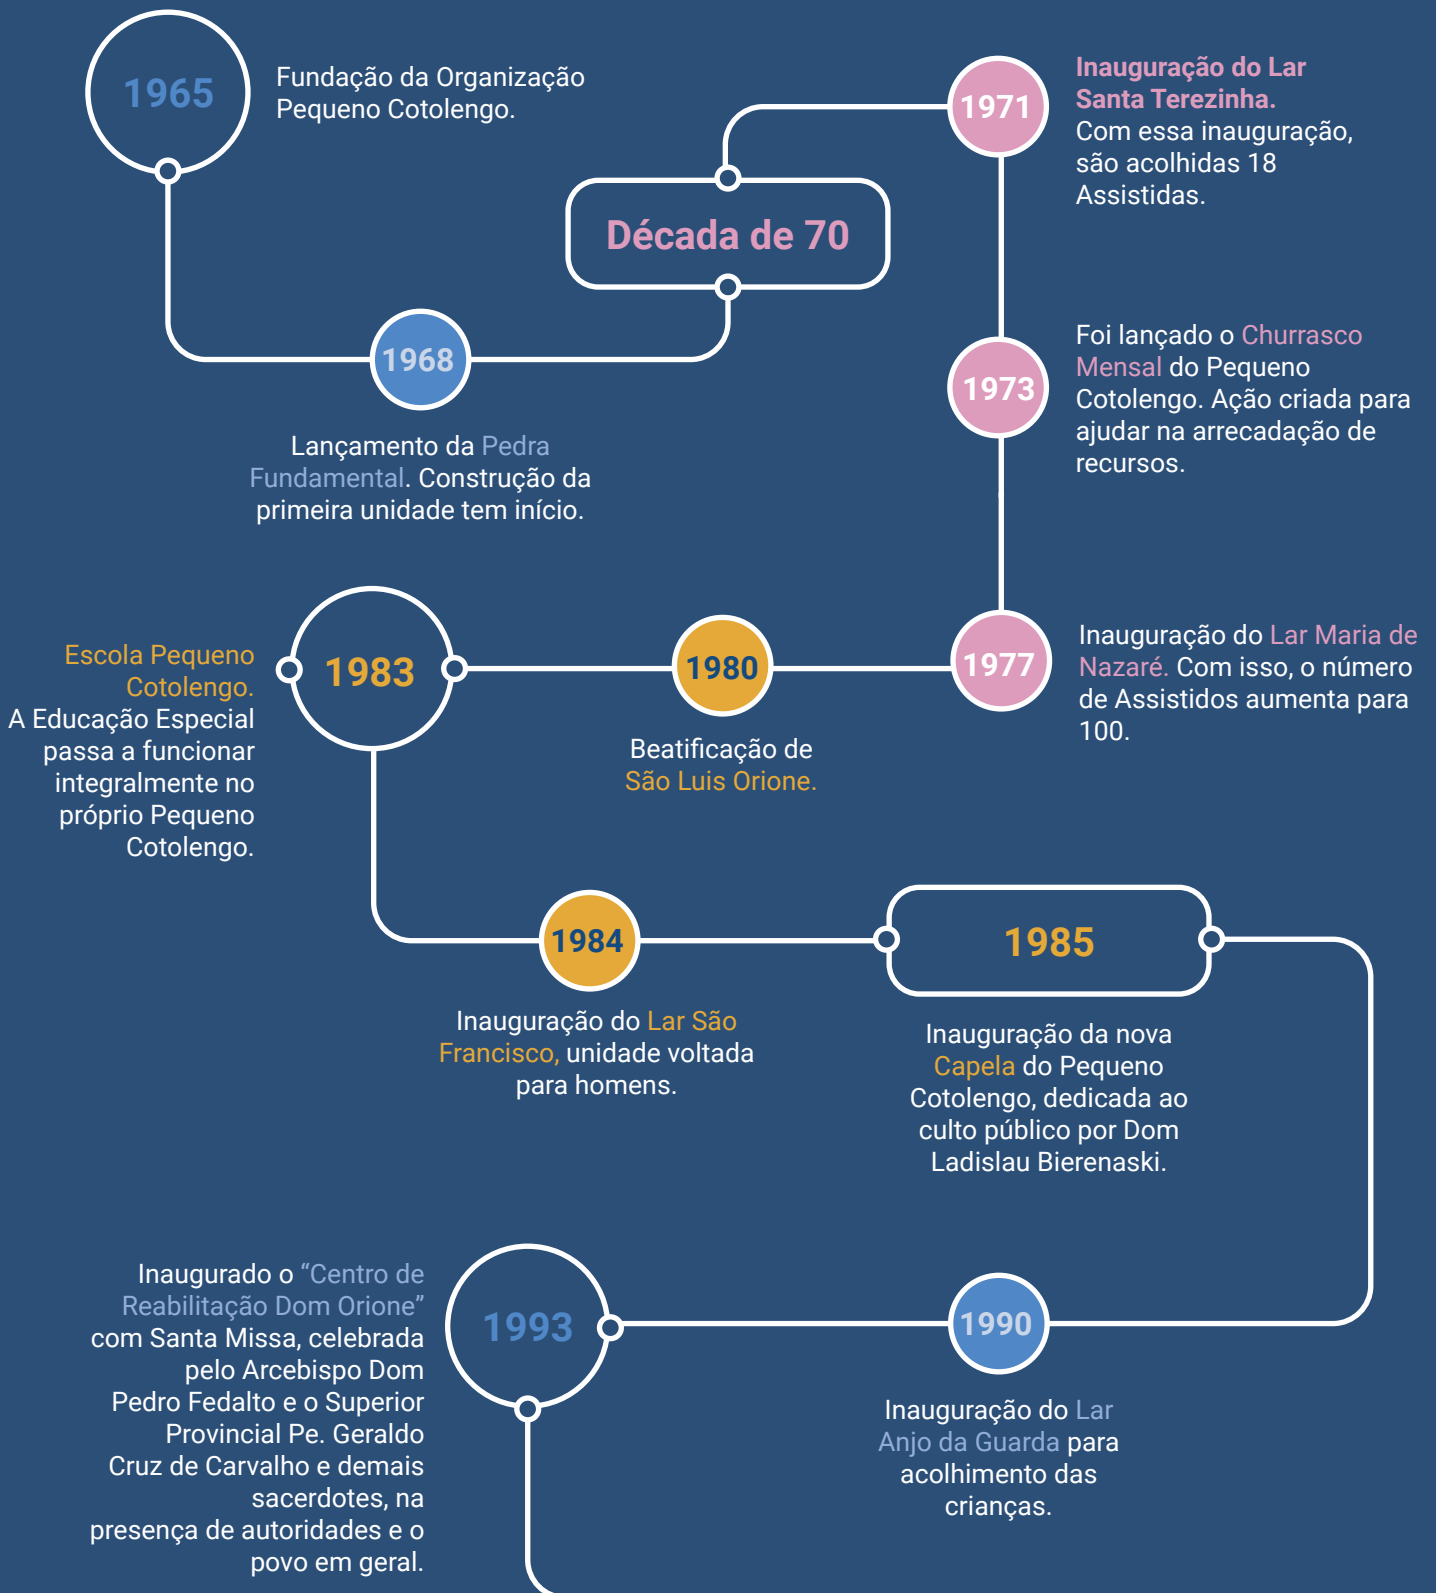 1965
Fundação da Organização
Pequeno Cotolengo.
1968
Lançamento da Pedra
Fundamental. Construção da
primeira unidade tem início.
Década de 70
1971
Inauguração do Lar
Santa Terezinha.
Com essa inauguração,
são acolhidas 18
Assistidas.
1973
Foi lançado o Churrasco
Mensal do Pequeno
Cotolengo. Ação criada para
ajudar na arrecadação de
recursos.
1977
Inauguração do Lar Maria de
Nazaré. Com isso, o número
de Assistidos aumenta para
100.
1980
Beatificação de
São Luis Orione.
1983
Escola Pequeno
Cotolengo.
A Educação Especial
passa a funcionar
integralmente no
próprio Pequeno
Cotolengo.
1984
Inauguração do Lar São
Francisco, unidade voltada
para homens.
1985
Inauguração da nova
Capela do Pequeno
Cotolengo, dedicada ao
culto público por Dom
Ladislau Bierenaski.
1990
Inauguração do Lar
Anjo da Guarda para
acolhimento das
crianças.
1993
Inaugurado o “Centro de
Reabilitação Dom Orione”
com Santa Missa, celebrada
pelo Arcebispo Dom
Pedro Fedalto e o Superior
Provincial Pe. Geraldo
Cruz de Carvalho e demais
sacerdotes, na
presença de autoridades e o
povo em geral.